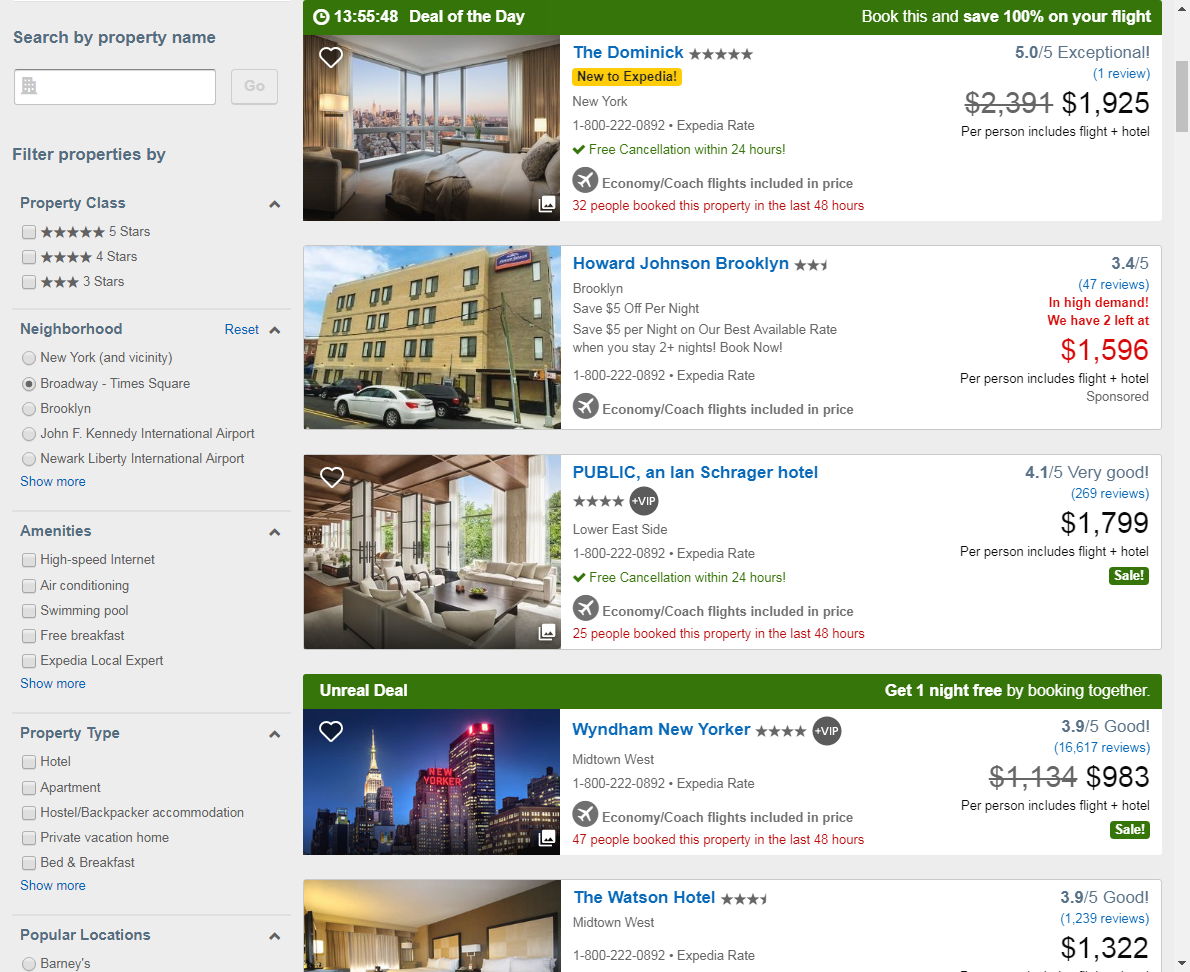 Search by property name
Go
Filter properties by
Property Class
5 Stars
4 Stars
3 Stars
Neighborhood Reset
New York (and vicinity)
Broadway - Times Square
Brooklyn
John F. Kennedy International Airport
Newark Liberty International Airport
Show more
Amenities
High-speed Internet
Air conditioning
Swimming pool
Free breakfast
Expedia Local Expert
Show more
Property Type
Hotel
Apartment
Hostel/Backpacker accommodation
Private vacation home
Bed & Breakfast
Show more
Popular Locations
Barney's
13:55:48 Deal of the Day Book this and save 100% on your flight
The Dominick
New to Expedia!
New York
1-800-222-0892 • Expedia Rate
Free Cancellation within 24 hours!
Economy/Coach flights included in price
32 people booked this property in the last 48 hours
5.0/5 Exceptional!
(1 review)
$2,391 $1,925
Per person includes flight + hotel
Howard Johnson Brooklyn
Brooklyn
Save $5 Off Per Night
Save $5 per Night on Our Best Available Rate
when you stay 2+ nights! Book Now!
1-800-222-0892 • Expedia Rate
Economy/Coach flights included in price
3.4/5
(47 reviews)
In high demand!
We have 2 left at
$1,596
Per person includes flight + hotel
Sponsored
PUBLIC, an Ian Schrager hotel
+VIP
Lower East Side
1-800-222-0892 • Expedia Rate
Free Cancellation within 24 hours!
Economy/Coach flights included in price
25 people booked this property in the last 48 hours
4.1/5 Very good!
(269 reviews)
$1,799
Per person includes flight + hotel
Sale!
Unreal Deal Get 1 night free by booking together.
NEW
YORKER
Wyndham New Yorker +VIP
Midtown West
1-800-222-0892 • Expedia Rate
Economy/Coach flights included in price
47 people booked this property in the last 48 hours
3.9/5 Good!
(16,617 reviews)
$1,134 $983
Per person includes flight + hotel
Sale!
The Watson Hotel
Midtown West
1-800-222-0892 • Expedia Rate
3.9/5 Good!
(1,239 reviews)
$1,322